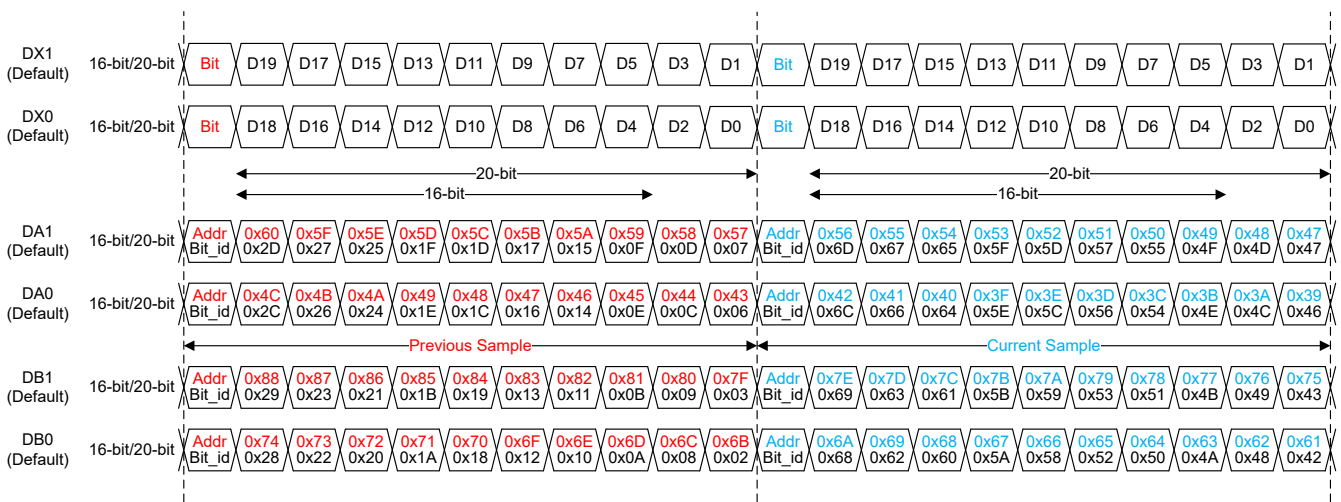 DX1
(Default)
16-bit/20-bit Bit D19 D17 D15 D13 D11 D9 D7 D5 D3 D1 Bit D19 D17 D15 D13 D11 D9 D7 D5 D3 D1
DX0
(Default)
16-bit/20-bit Bit D18 D16 D14 D12 D10 D8 D6 D4 D2 D0 Bit D18 D16 D14 D12 D10 D8 D6 D4 D2 D0
20-bit 20-bit
16-bit 16-bit
DA1
(Default)
16-bit/20-bit
Addr 0x60 0x5F 0x5E 0x5D 0x5C 0x5B 0x5A 0x59 0x58 0x57 Addr 0x56 0x55 0x54 0x53 0x52 0x51 0x50 0x49 0x48 0x47
Bit_id 0x2D 0x27 0x25 0x1F 0x1D 0x17 0x15 0x0F 0x0D 0x07 Bit_id 0x6D 0x67 0x65 0x5F 0x5D 0x57 0x55 0x4F 0x4D 0x47
DA0
(Default)
16-bit/20-bit
Addr 0x4C 0x4B 0x4A 0x49 0x48 0x47 0x46 0x45 0x44 0x43 Addr 0x42 0x41 0x40 0x3F 0x3E 0x3D 0x3C 0x3B 0x3A 0x39
Bit_id 0x2C 0x26 0x24 0x1E 0x1C 0x16 0x14 0x0E 0x0C 0x06 Bit_id 0x6C 0x66 0x64 0x5E 0x5C 0x56 0x54 0x4E 0x4C 0x46
Previous Sample Current Sample
DB1
(Default)
16-bit/20-bit
Addr 0x88 0x87 0x86 0x85 0x84 0x83 0x82 0x81 0x80 0x7F Addr 0x7E 0x7D 0x7C 0x7B 0x7A 0x79 0x78 0x77 0x76 0x75
Bit_id 0x29 0x23 0x21 0x1B 0x19 0x13 0x11 0x0B 0x09 0x03 Bit_id 0x69 0x63 0x61 0x5B 0x59 0x53 0x51 0x4B 0x49 0x43
DB0
(Default)
16-bit/20-bit
Addr 0x74 0x73 0x72 0x71 0x70 0x6F 0x6E 0x6D 0x6C 0x6B Addr 0x6A 0x69 0x68 0x67 0x66 0x65 0x64 0x63 0x62 0x61
Bit_id 0x28 0x22 0x20 0x1A 0x18 0x12 0x10 0x0A 0x08 0x02 Bit_id 0x68 0x62 0x60 0x5A 0x58 0x52 0x50 0x4A 0x48 0x42